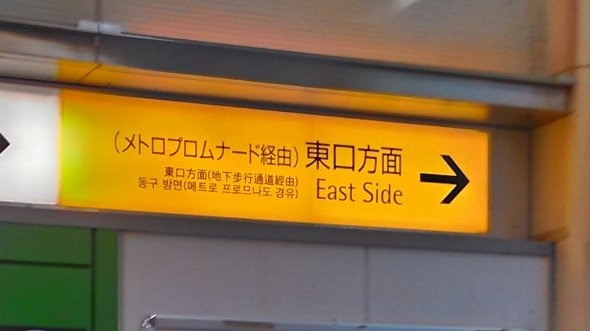 (メトロプロムナード経由) 東口方面
東口方面(地下歩行通道經由)
동구 방면(메트로 프로므나도 경유)
East Side